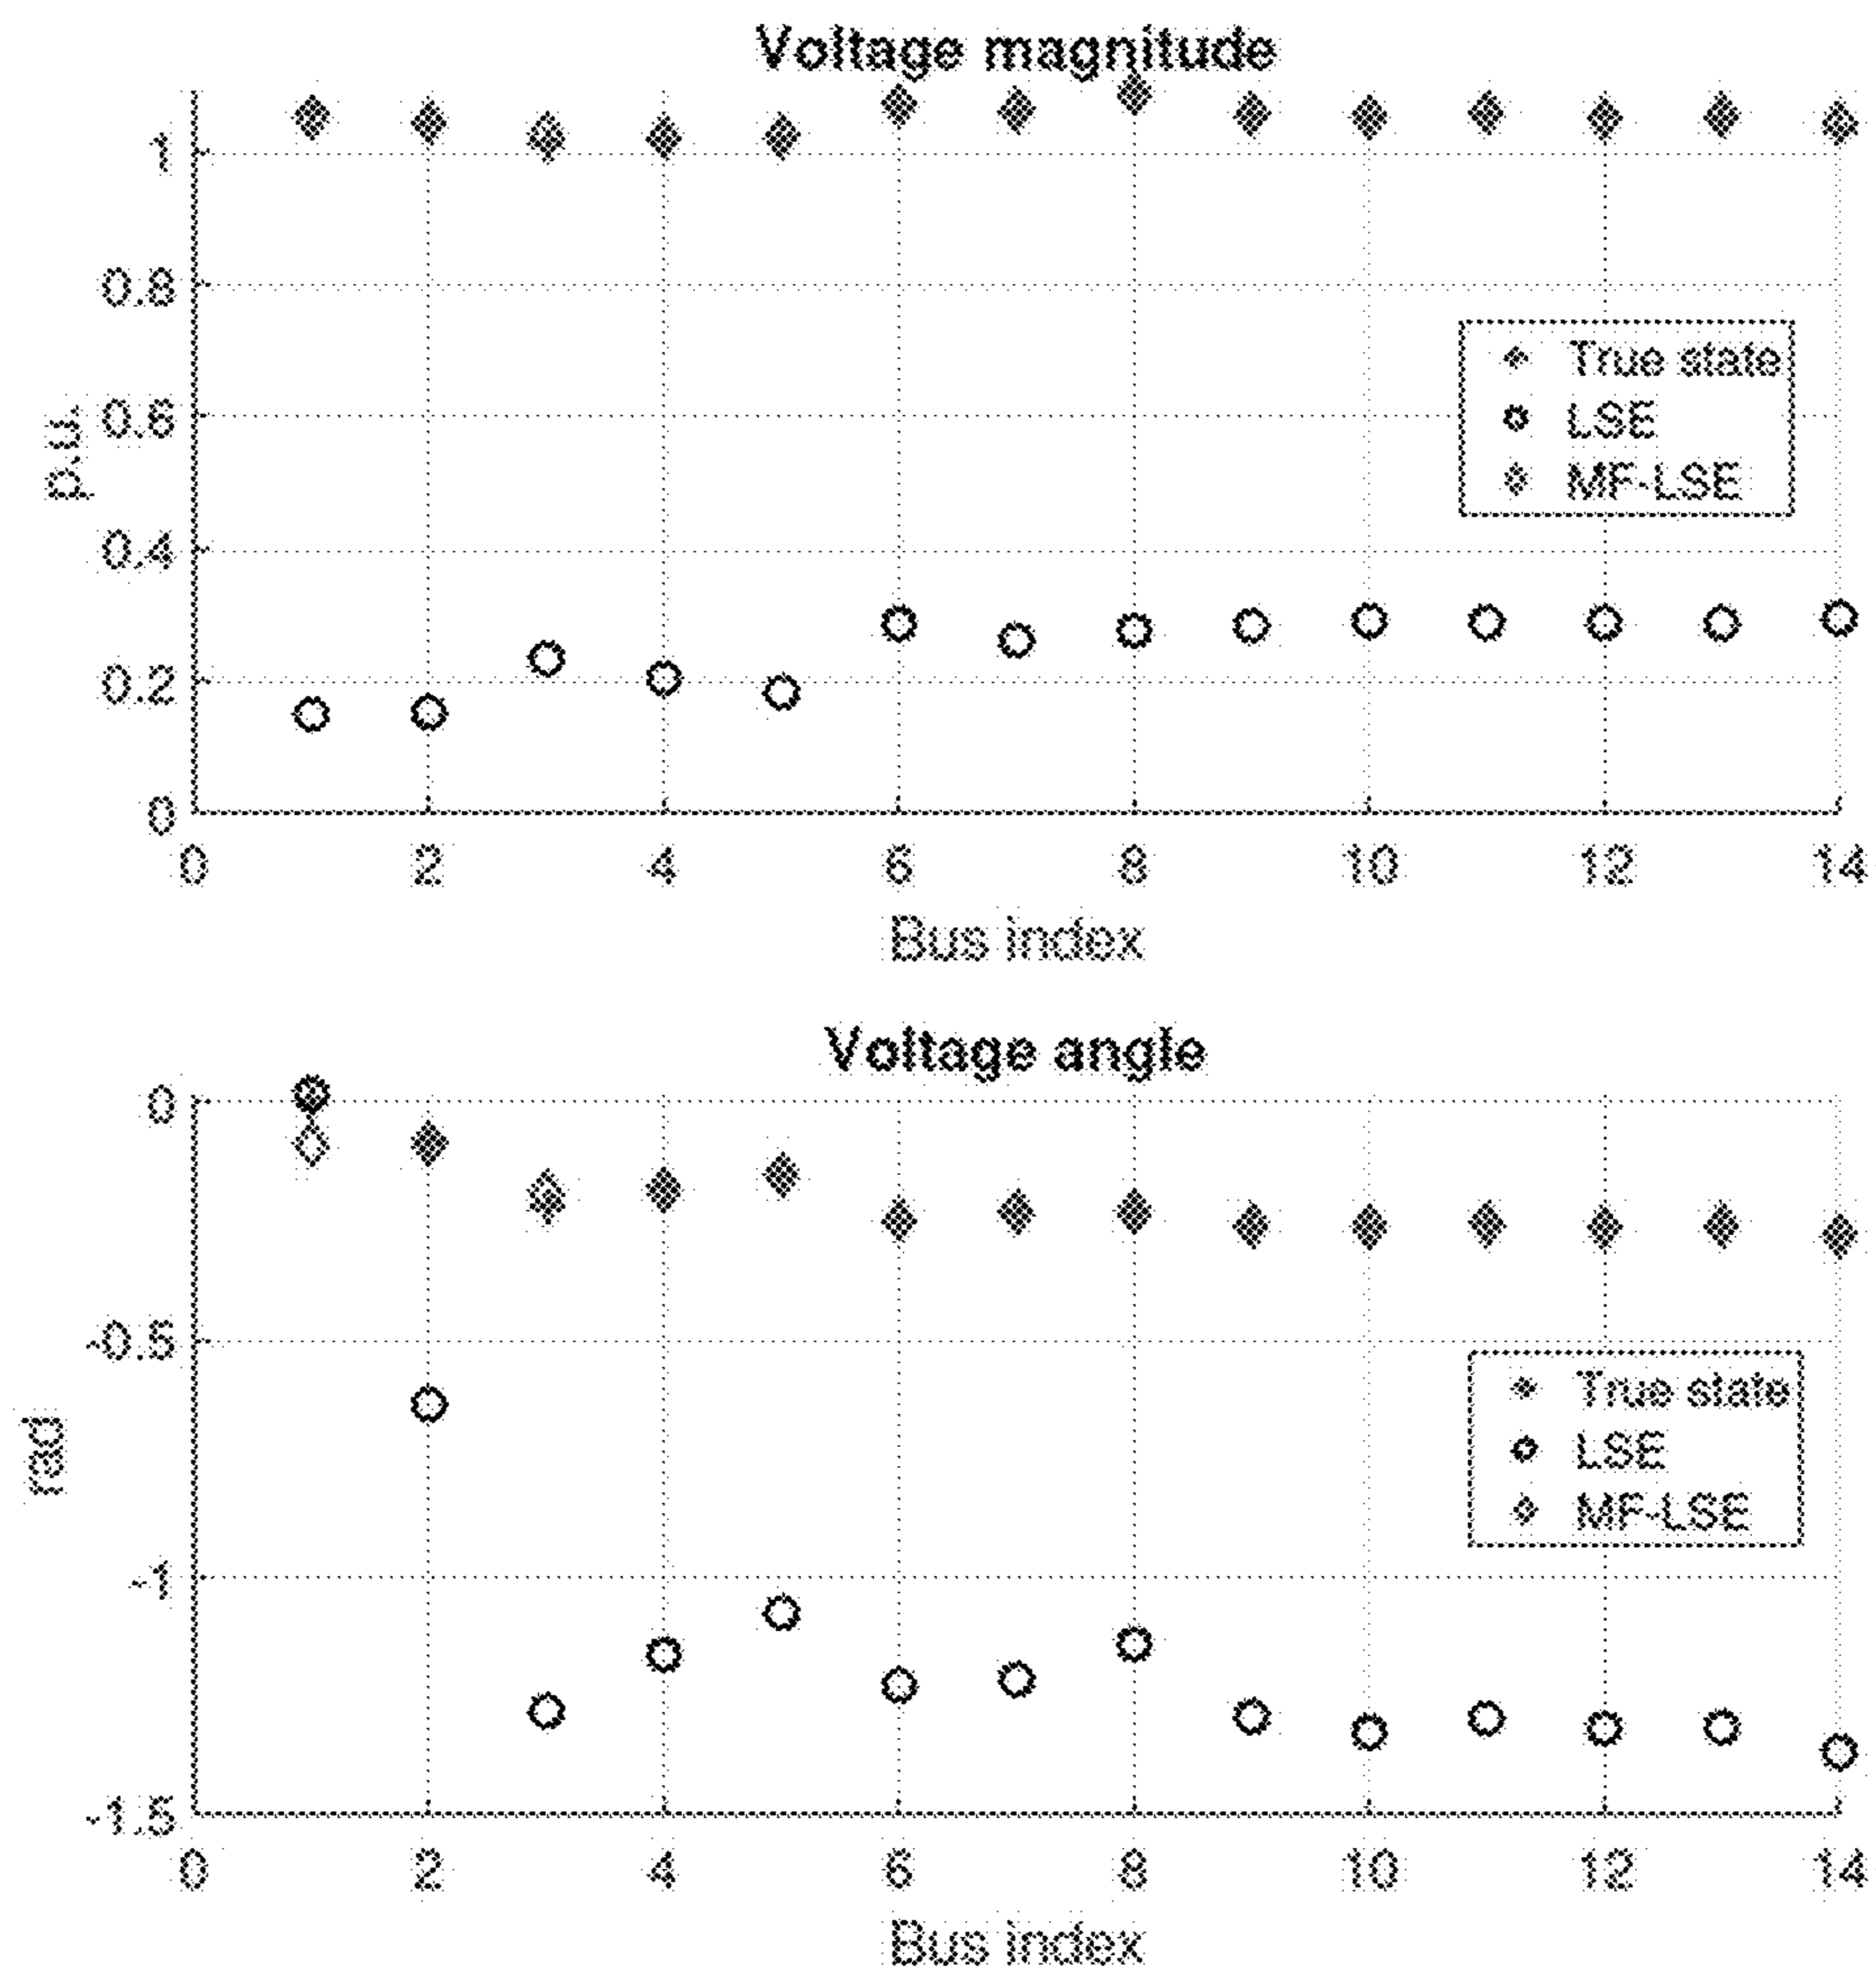 Voltage magnitude
1
0.8
0.6
0.4
0.2
0
p.u.
True state
LSE
MF-LSE
0 2 4 6 8 10 12 14
Bus index
Voltage angle
0
-0.5
-1
-1.5
rad
True state
LSE
MF-LSE
0 2 4 6 8 10 12 14
Bus index